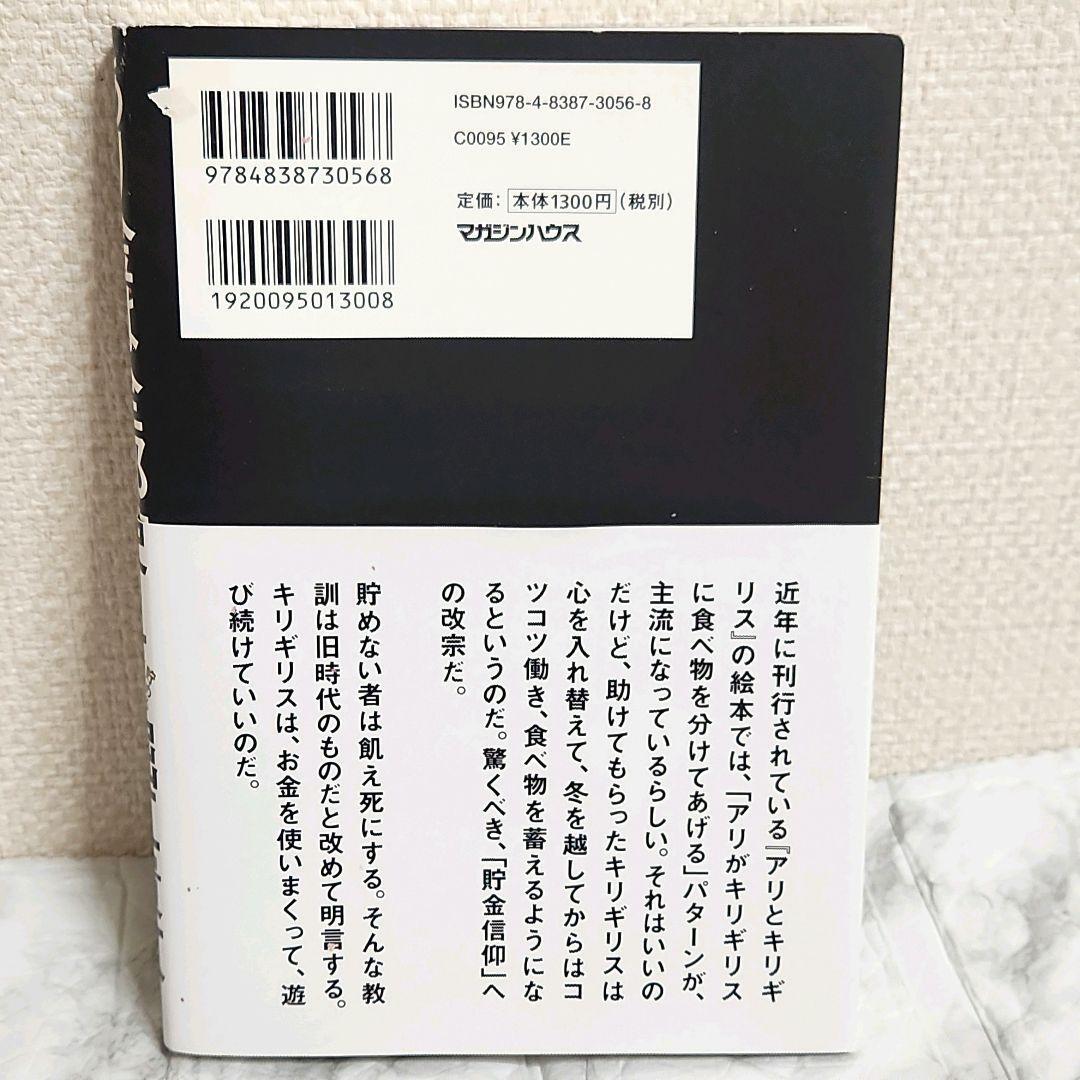 ISBN978-4-8387-3056-8
C0095 ¥1300E
定価：本体1300円（税別）
マガジンハウス
9784838730568
1920095013008
近年に刊行されている『アリとキリギ
リス』の絵本では、「アリがキリギリス
に食べ物を分けてあげる」パターンが、
主流になっているらしい。それはいいの
だけど、助けてもらったキリギリスは
心を入れ替えて、冬を越してからはコ
ツコツ働き、食べ物を蓄えるようにな
るというのだ。驚くべき、「貯金信仰」へ
の改宗だ。
貯めない者は飢え死にする。そんな教
訓は旧時代のものだと改めて明言する。
キリギリスは、お金を使いまくって、遊
び続けていいのだ。